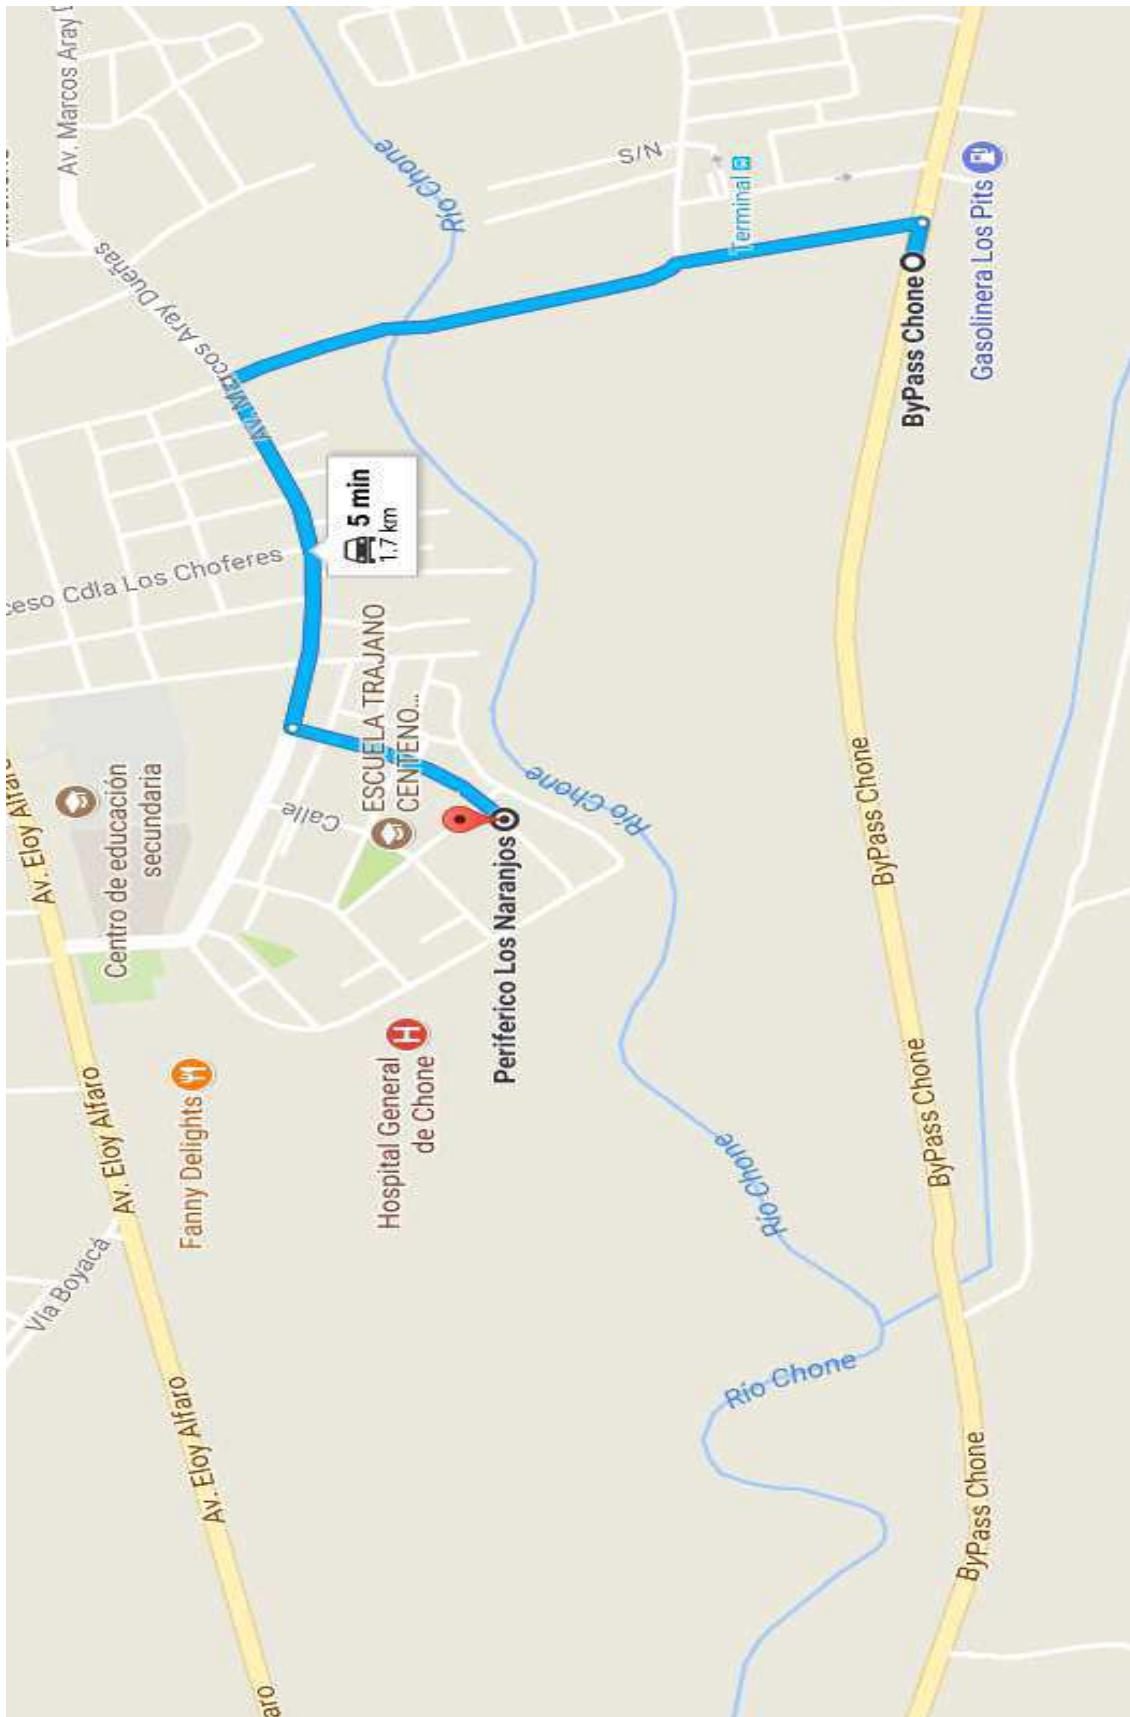 Av. Eloy Alfaro
Vía Boyacá
Av. Marcos Aray D
Av. Eloy Alfaro
Centro de educación
secundaria
Av. Marcos Aray Dueñas
ceso Cdla Los Choferes
Fanny Delights
Av. Eloy Alfaro
aro
Calle
5 min
1.7 km
ESCUELA TRAJANO
CENTENO...
Hospital General
de Chone
H
Río Chone
Periferico Los Naranjos
Río Chone
S/N
Terminal
Río Chone
Río Chone
ByPass Chone
ByPass Chone
ByPass Chone
ByPass Chone
Gasolinera Los Pits